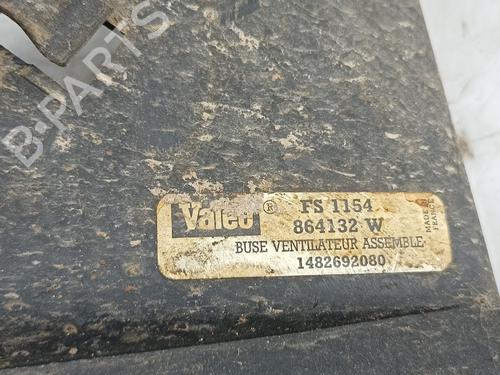 B-PARTS
Valeo ® FS 1154
864132 W
BUSE VENTILATEUR ASSEMBLE
1482692080
MADE IN
FRANCE